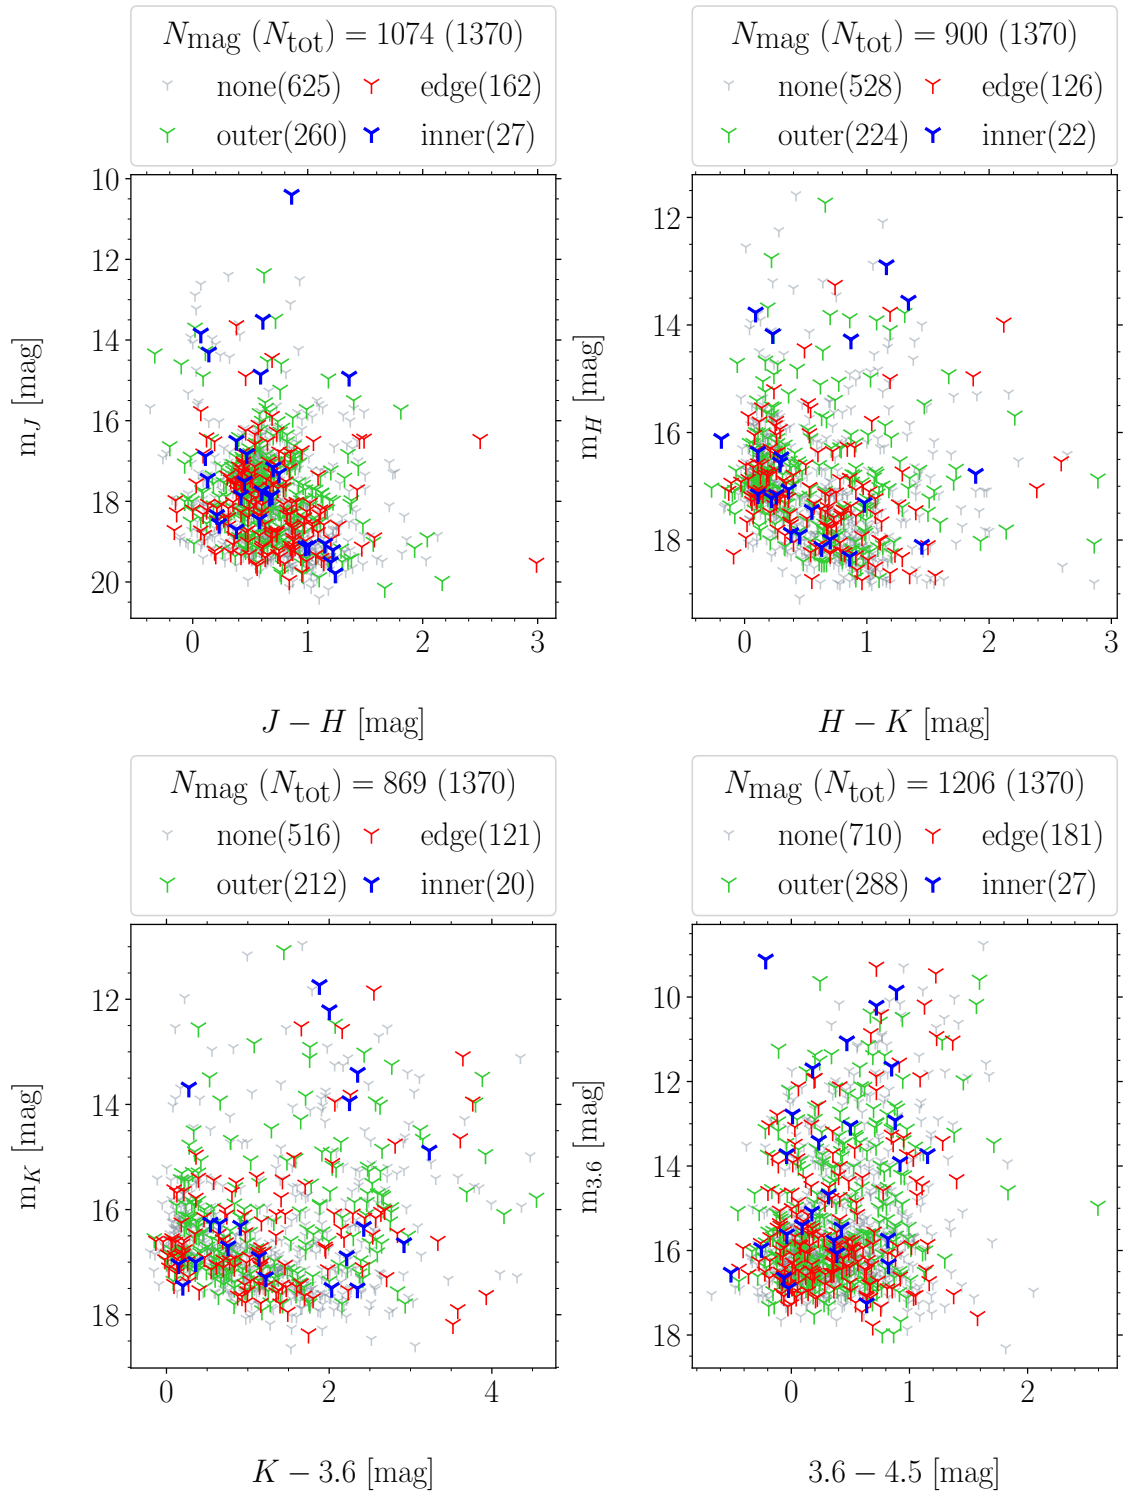 N_mag (N_tot) = 1074 (1370)
none(625) edge(162)
outer(260) inner(27)
10
12
14
16
18
20
m_J [mag]
0 1 2 3
J − H [mag]
N_mag (N_tot) = 900 (1370)
none(528) edge(126)
outer(224) inner(22)
12
14
16
18
m_H [mag]
0 1 2 3
H − K [mag]
N_mag (N_tot) = 869 (1370)
none(516) edge(121)
outer(212) inner(20)
12
14
16
18
m_K [mag]
0 2 4
K − 3.6 [mag]
N_mag (N_tot) = 1206 (1370)
none(710) edge(181)
outer(288) inner(27)
10
12
14
16
18
m_3.6 [mag]
0 1 2
3.6 − 4.5 [mag]